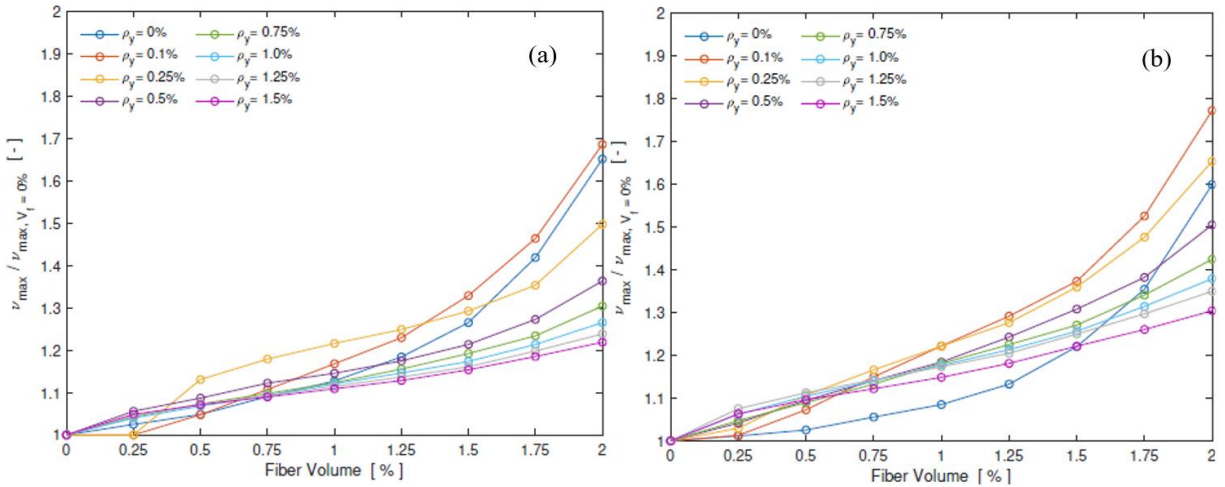 2
1.9
1.8
1.7
1.6
1.5
1.4
1.3
1.2
1.1
1
ν_max / ν_max, V_f = 0% [ - ]
ρ_y = 0%
ρ_y = 0.1%
ρ_y = 0.25%
ρ_y = 0.5%
ρ_y = 0.75%
ρ_y = 1.0%
ρ_y = 1.25%
ρ_y = 1.5%
(a)
0 0.25 0.5 0.75 1 1.25 1.5 1.75 2
Fiber Volume [ % ]
2
1.9
1.8
1.7
1.6
1.5
1.4
1.3
1.2
1.1
1
ν_max / ν_max, V_f = 0% [ - ]
ρ_y = 0%
ρ_y = 0.1%
ρ_y = 0.25%
ρ_y = 0.5%
ρ_y = 0.75%
ρ_y = 1.0%
ρ_y = 1.25%
ρ_y = 1.5%
(b)
0 0.25 0.5 0.75 1 1.25 1.5 1.75 2
Fiber Volume [ % ]